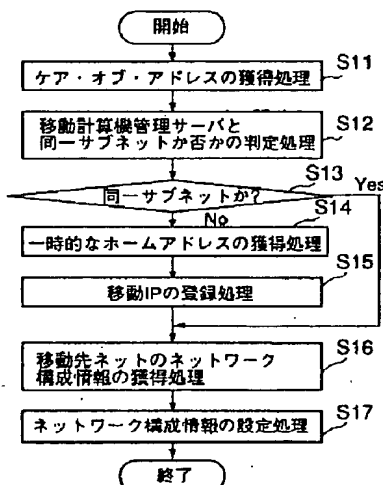 開始
S11
ケア・オブ・アドレスの獲得処理
S12
移動計算機管理サーバと
同一サブネットか否かの判定処理
S13
同一サブネットか?
Yes
No
S14
一時的なホームアドレスの獲得処理
S15
移動IPの登録処理
S16
移動先ネットのネットワーク
構成情報の獲得処理
S17
ネットワーク構成情報の設定処理
終了